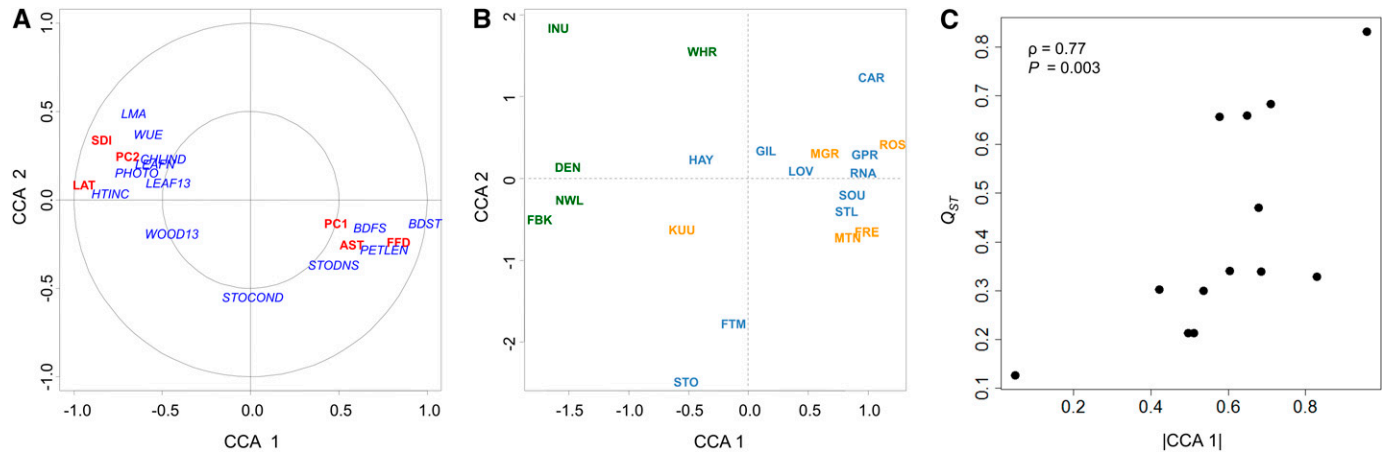 A
1.0
0.5
0.0
-0.5
-1.0
CCA 2
LMA
SDI
WUE
PC2
CHLIND
LEAFN
PHOTO
LEAF13
LAT
HTINC
WOOD13
PC1
BDFS
BDST
AST
FFD
PETLEN
STODNS
STOCOND
-1.0 -0.5 0.0 0.5 1.0
CCA 1
B
2
1
0
-1
-2
CCA 2
INU
WHR
CAR
ROS
GIL
MGR
GPR
HAY
DEN
LOV
RNA
SOU
NWL
STL
FBK
KUU
FRE
MTN
FTM
STO
-1.5 -1.0 -0.5 0.0 0.5 1.0
CCA 1
C
ρ = 0.77
P = 0.003
0.8
0.7
0.6
0.5
0.4
0.3
0.2
0.1
QST
0.2 0.4 0.6 0.8
|CCA 1|